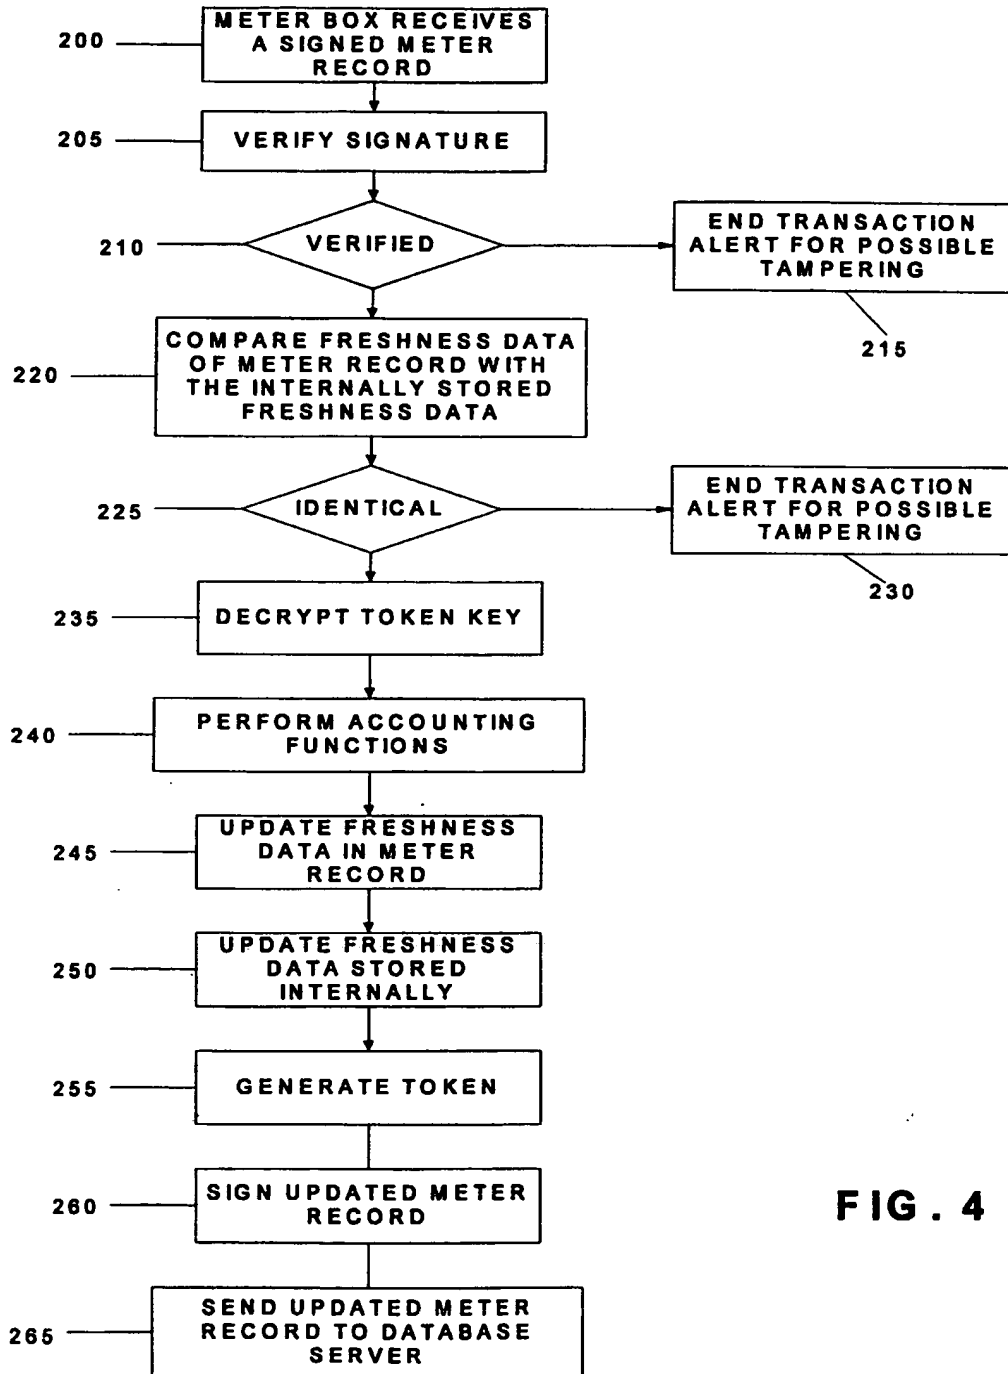 200
METER BOX RECEIVES
A SIGNED METER
RECORD
205
VERIFY SIGNATURE
210
VERIFIED
END TRANSACTION
ALERT FOR POSSIBLE
TAMPERING
215
220
COMPARE FRESHNESS DATA
OF METER RECORD WITH
THE INTERNALLY STORED
FRESHNESS DATA
225
IDENTICAL
END TRANSACTION
ALERT FOR POSSIBLE
TAMPERING
230
235
DECRYPT TOKEN KEY
240
PERFORM ACCOUNTING
FUNCTIONS
245
UPDATE FRESHNESS
DATA IN METER
RECORD
250
UPDATE FRESHNESS
DATA STORED
INTERNALLY
255
GENERATE TOKEN
260
SIGN UPDATED METER
RECORD
FIG. 4
265
SEND UPDATED METER
RECORD TO DATABASE
SERVER